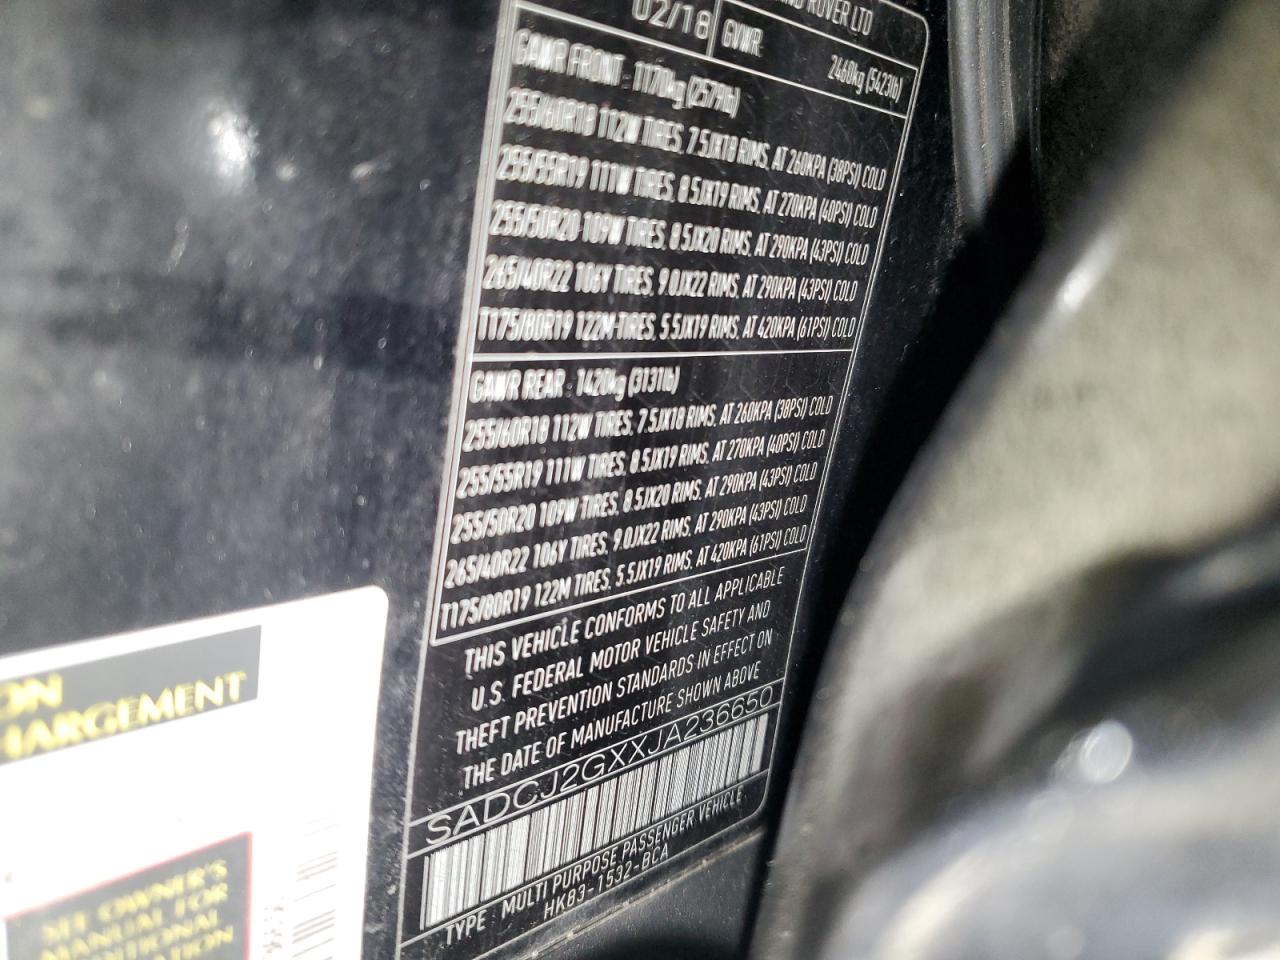 ROVER LTD
02/18 GVWR: 2460kg (5423lb)
GAWR FRONT - 1170kg (2579lb)
255/60R18 112W TIRES, 7.5JX18 RIMS, AT 260KPA (38PSI) COLD
255/55R19 111W TIRES, 8.5JX19 RIMS, AT 270KPA (40PSI) COLD
255/50R20 109W TIRES, 8.5JX20 RIMS, AT 290KPA (43PSI) COLD
265/40R22 106Y TIRES, 9.0JX22 RIMS, AT 290KPA (43PSI) COLD
T175/80R19 122M TIRES, 5.5JX19 RIMS, AT 420KPA (61PSI) COLD
GAWR REAR - 1420kg (3131lb)
255/60R18 112W TIRES, 7.5JX18 RIMS, AT 260KPA (38PSI) COLD
255/55R19 111W TIRES, 8.5JX19 RIMS, AT 270KPA (40PSI) COLD
255/50R20 109W TIRES, 8.5JX20 RIMS, AT 290KPA (43PSI) COLD
265/40R22 106Y TIRES, 9.0JX22 RIMS, AT 290KPA (43PSI) COLD
T175/80R19 122M TIRES, 5.5JX19 RIMS, AT 420KPA (61PSI) COLD
THIS VEHICLE CONFORMS TO ALL APPLICABLE
U.S. FEDERAL MOTOR VEHICLE SAFETY AND
THEFT PREVENTION STANDARDS IN EFFECT ON
THE DATE OF MANUFACTURE SHOWN ABOVE
SADCJ2GXXJA236650
TYPE MULTI PURPOSE PASSENGER VEHICLE
HK83-1532-BCA
ON
HARGEMENT
SEE OWNER'S
MANUAL FOR